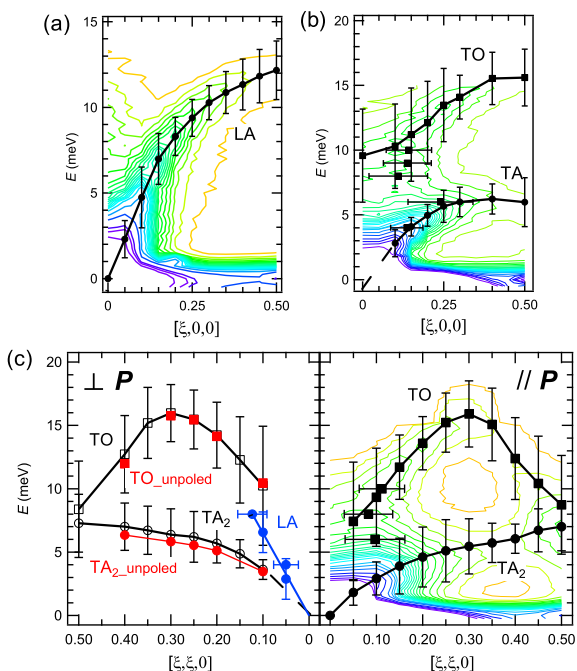 (a)
E (meV)
10
5
0
LA
0
0.25
0.50
[ξ,0,0]
(b)
E (meV)
20
15
10
5
0
TO
TA
0
0.25
0.50
[ξ,0,0]
(c)
E (meV)
20
15
10
5
0
⊥ P
TO
TO_unpoled
TA2
LA
TA2_unpoled
0.50
0.40
0.30
0.20
0.10
[ξ,ξ,0]
// P
TO
TA2
0
0.10
0.20
0.30
0.40
0.50
[ξ,ξ,0]